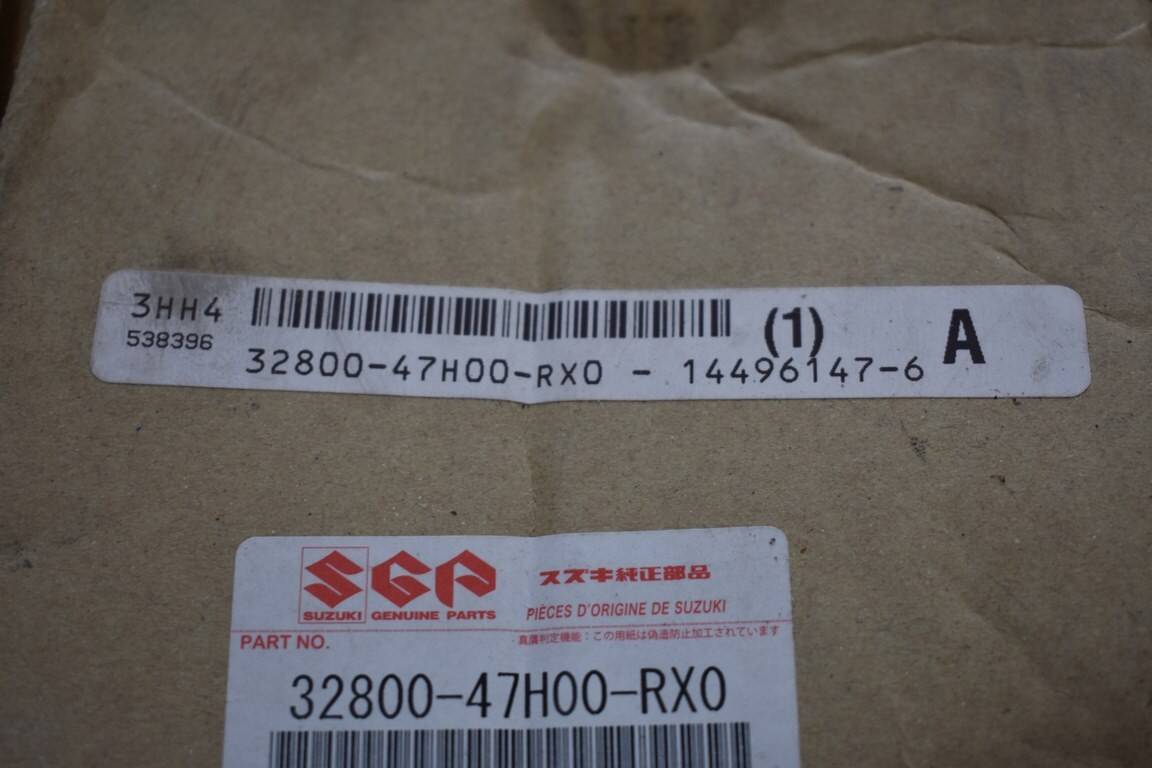 3HH4
538396
(1)
A
32800-47H00-RX0 - 14496147-6
SGP
スズキ純正部品
SUZUKI GENUINE PARTS
PIÈCES D'ORIGINE DE SUZUKI
PART NO.
真贋判定機能：この用紙は偽造防止加工されています
32800-47H00-RX0